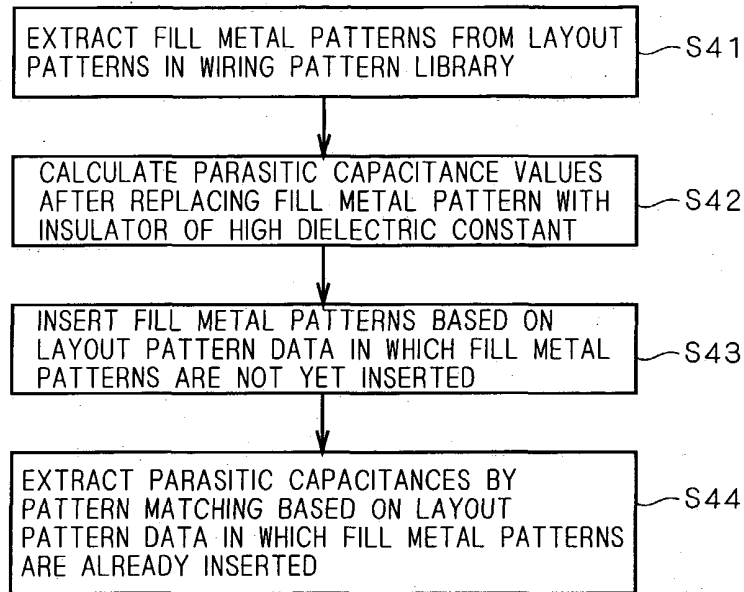 EXTRACT FILL METAL PATTERNS FROM LAYOUT
PATTERNS IN WIRING PATTERN LIBRARY
S41
CALCULATE PARASITIC CAPACITANCE VALUES
AFTER REPLACING FILL METAL PATTERN WITH
INSULATOR OF HIGH DIELECTRIC CONSTANT
S42
INSERT FILL METAL PATTERNS BASED ON
LAYOUT PATTERN DATA IN WHICH FILL METAL
PATTERNS ARE NOT YET INSERTED
S43
EXTRACT PARASITIC CAPACITANCES BY
PATTERN MATCHING BASED ON LAYOUT
PATTERN DATA IN WHICH FILL METAL PATTERNS
ARE ALREADY INSERTED
S44